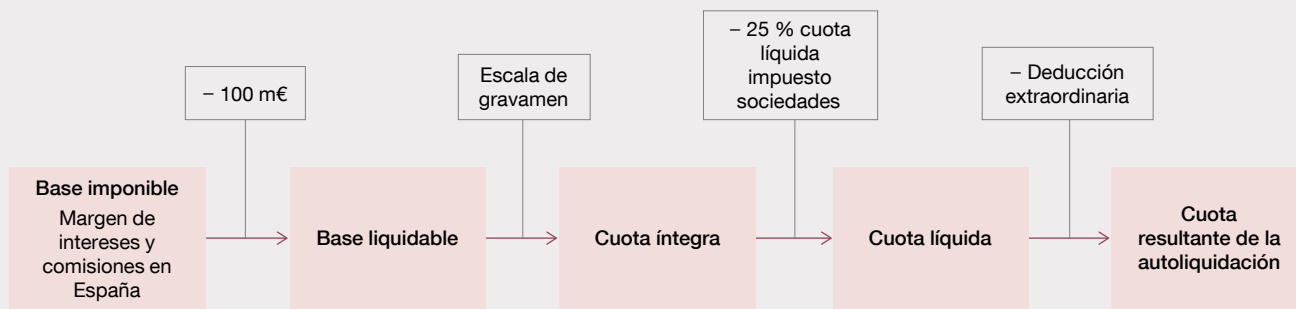 – 100 m€
Escala de
gravamen
– 25 % cuota
líquida
impuesto
sociedades
– Deducción
extraordinaria
Base imponible
Margen de
intereses y
comisiones en
España
Base liquidable
Cuota íntegra
Cuota líquida
Cuota
resultante de la
autoliquidación